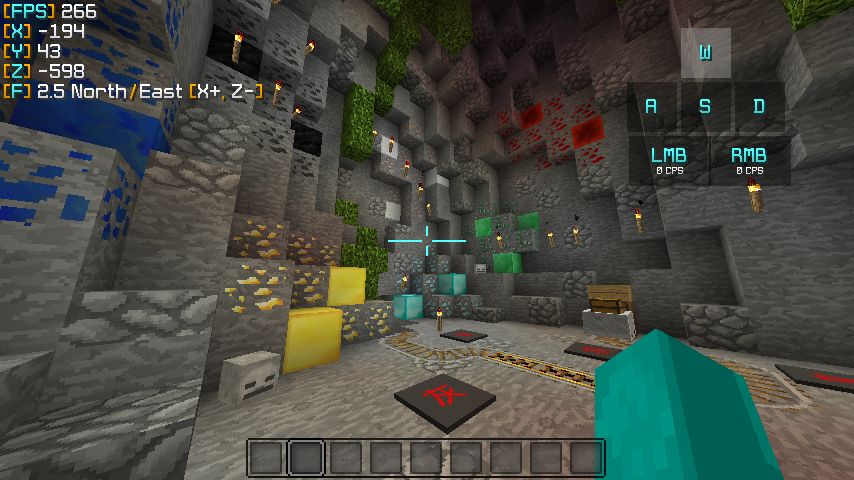 [FPS] 266
[X] -194
[Y] 43
[Z] -598
[F] 2.5 North/East [X+, Z-]
W
A S D
LMB RMB
0 CPS 0 CPS